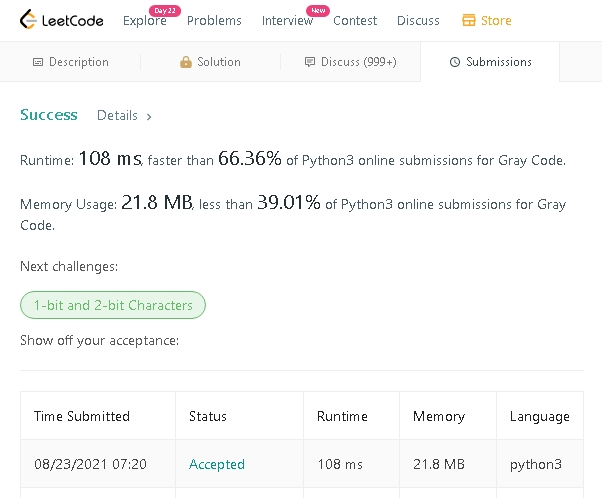 LeetCode
Day 22
New
Explore Problems Interview Contest Discuss Store
Description Solution Discuss (999+) Submissions
Success Details
Runtime: 108 ms, faster than 66.36% of Python3 online submissions for Gray Code.
Memory Usage: 21.8 MB, less than 39.01% of Python3 online submissions for Gray
Code.
Next challenges:
1-bit and 2-bit Characters
Show off your acceptance:
Time Submitted Status Runtime Memory Language
08/23/2021 07:20 Accepted 108 ms 21.8 MB python3